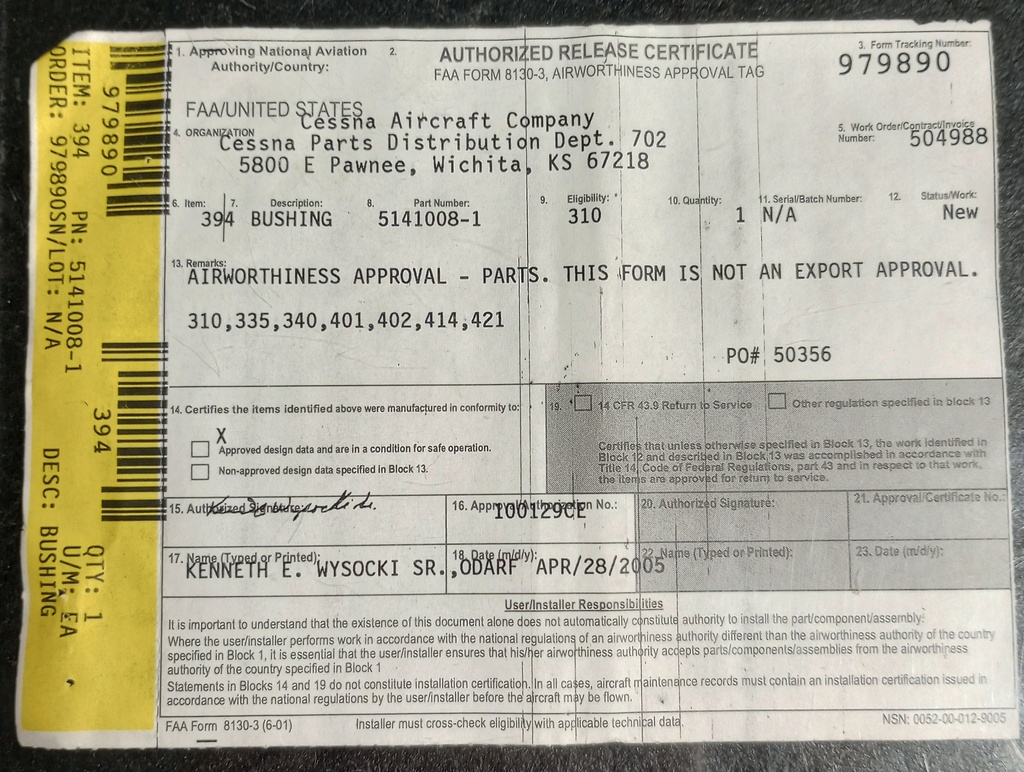 ITEM: 394 PN: 5141008-1 QTY: 1
ORDER: 979890SN/LOT: N/A U/M: EA
DESC: BUSHING
979890
394
1. Approving National Aviation
Authority/Country:
FAA/UNITED STATES
2.
AUTHORIZED RELEASE CERTIFICATE
FAA FORM 8130-3, AIRWORTHINESS APPROVAL TAG
3. Form Tracking Number:
979890
4. ORGANIZATION
Cessna Aircraft Company
Cessna Parts Distribution Dept. 702
5800 E Pawnee, Wichita, KS 67218
5. Work Order/Contract/Invoice
Number: 504988
6. Item: 7. Description: 8. Part Number: 9. Eligibility: 10. Quantity: 11. Serial/Batch Number: 12. Status/Work:
394 BUSHING 5141008-1 310 1 N/A New
13. Remarks:
AIRWORTHINESS APPROVAL - PARTS. THIS FORM IS NOT AN EXPORT APPROVAL.
310,335,340,401,402,414,421
PO# 50356
14. Certifies the items identified above were manufactured in conformity to:
X
Approved design data and are in a condition for safe operation.
Non-approved design data specified in Block 13.
19. 14 CFR 43.9 Return to Service Other regulation specified in block 13
Certifies that unless otherwise specified in Block 13, the work identified in
Block 12 and described in Block 13 was accomplished in accordance with
Title 14, Code of Federal Regulations, part 43 and in respect to that work,
the items are approved for return to service.
15. Authorized Signature:
16. Approval/Authorization No.:
100129CE
20. Authorized Signature:
21. Approval/Certificate No.:
17. Name (Typed or Printed):
KENNETH E. WYSOCKI SR.,ODARF
18. Date (m/d/y):
APR/28/2005
22. Name (Typed or Printed):
23. Date (m/d/y):
User/Installer Responsibilities
It is important to understand that the existence of this document alone does not automatically constitute authority to install the part/component/assembly.
Where the user/installer performs work in accordance with the national regulations of an airworthiness authority different than the airworthiness authority of the country
specified in Block 1, it is essential that the user/installer ensures that his/her airworthiness authority accepts parts/components/assemblies from the airworthiness
authority of the country specified in Block 1
Statements in Blocks 14 and 19 do not constitute installation certification. In all cases, aircraft maintenance records must contain an installation certification issued in
accordance with the national regulations by the user/installer before the aircraft may be flown.
FAA Form 8130-3 (6-01)
Installer must cross-check eligibility with applicable technical data.
NSN: 0052-00-012-9005